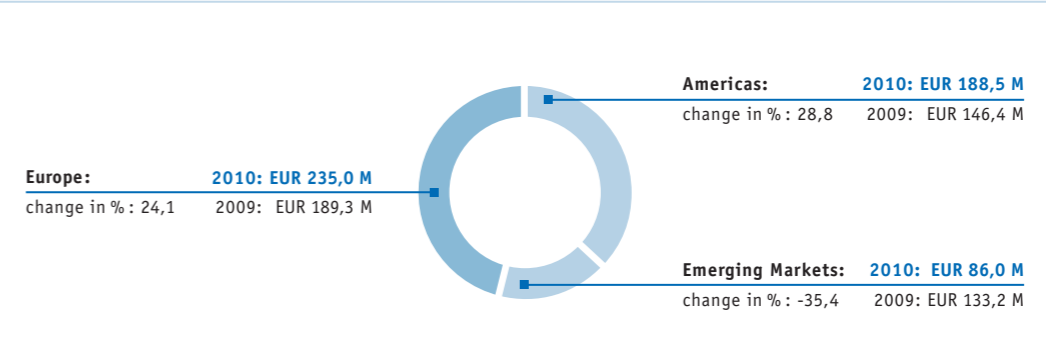 Americas: 2010: EUR 188,5 M
change in % : 28,8 2009: EUR 146,4 M
Europe: 2010: EUR 235,0 M
change in % : 24,1 2009: EUR 189,3 M
Emerging Markets: 2010: EUR 86,0 M
change in % : -35,4 2009: EUR 133,2 M